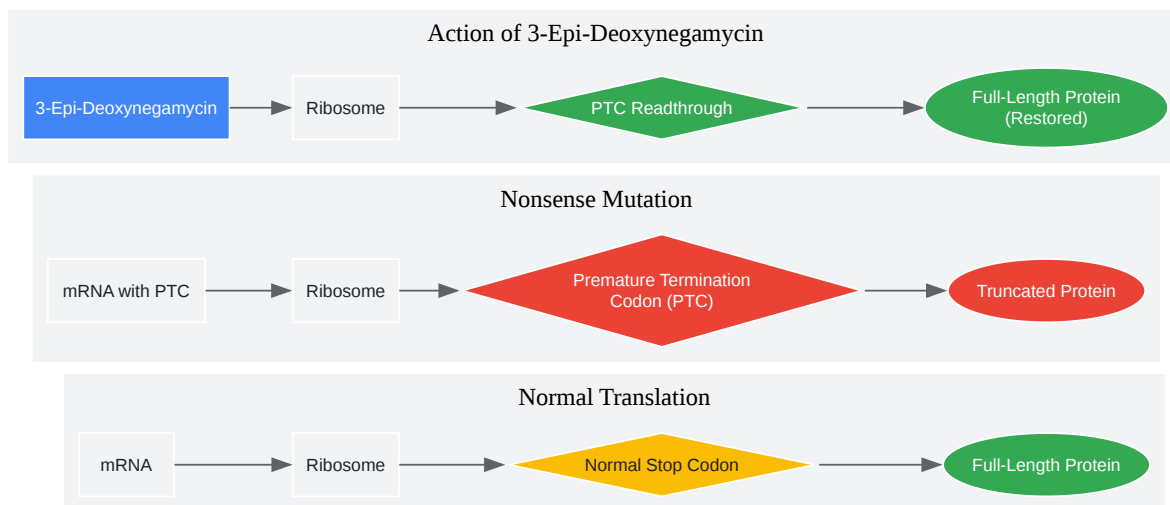 Action of 3-Epi-Deoxynegamycin
3-Epi-Deoxynegamycin
Ribosome
PTC Readthrough
Full-Length Protein
(Restored)
Nonsense Mutation
mRNA with PTC
Ribosome
Premature Termination
Codon (PTC)
Truncated Protein
Normal Translation
mRNA
Ribosome
Normal Stop Codon
Full-Length Protein